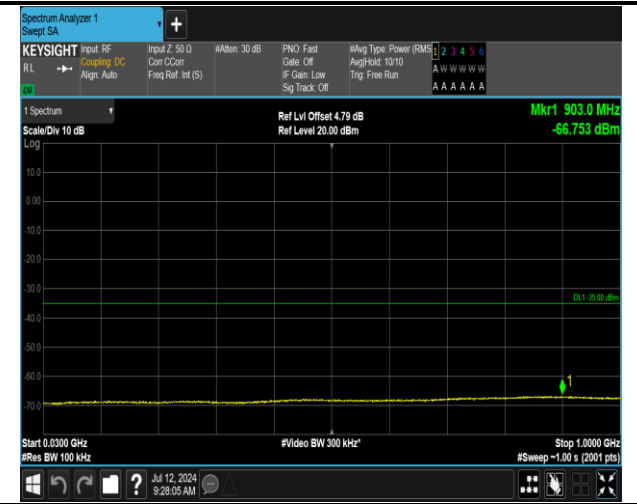 Spectrum Analyzer 1
Swept SA
KEYSIGHT
RL
Input: RF
Coupling: DC
Align: Auto
Input Z: 50 Ω
Corr CCorr
Freq Ref: Int (S)
#Atten: 30 dB
PNO: Fast
Gate: Off
IF Gain: Low
Sig Track: Off
#Avg Type: Power (RMS
Avg|Hold: 10/10
Trig: Free Run
1 2 3 4 5 6
A W W W W W
A A A A A A
LW
1 Spectrum
Ref Lvl Offset 4.79 dB
Mkr1 903.0 MHz
Scale/Div 10 dB
Ref Level 20.00 dBm
-66.753 dBm
Log
10.0
0.00
-10.0
-20.0
-30.0
DL1 -35.00 dBm
-40.0
-50.0
-60.0
1
-70.0
Start 0.0300 GHz
#Video BW 300 kHz*
Stop 1.0000 GHz
#Res BW 100 kHz
#Sweep ~1.00 s (2001 pts)
?
Jul 12, 2024
9:28:05 AM